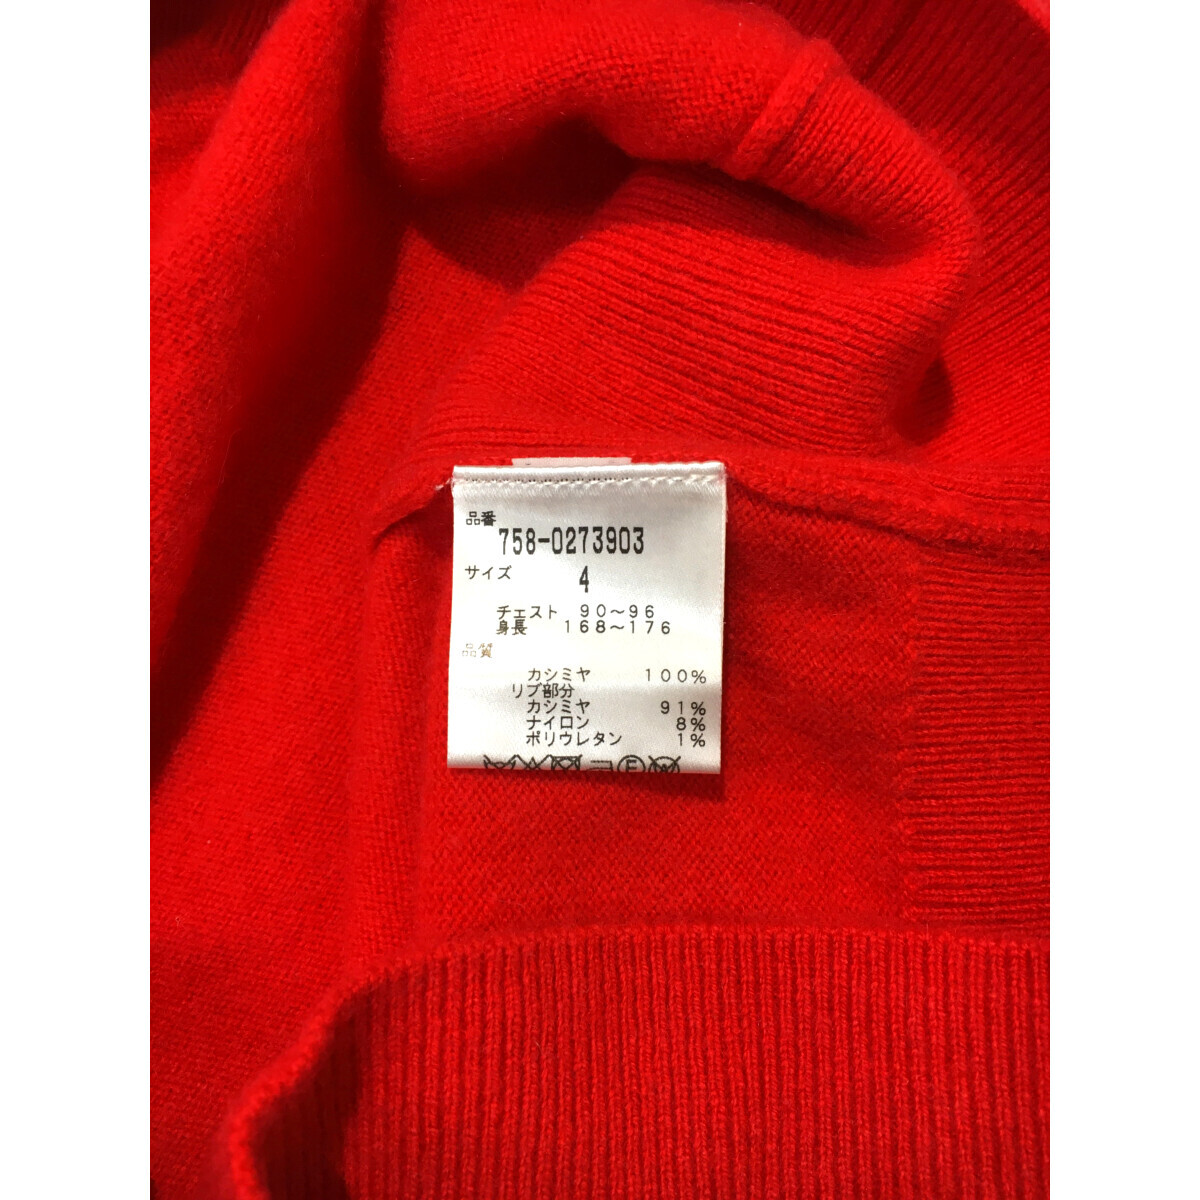 品番
758-0273903
サイズ 4
チェスト 90〜96
身長 168〜176
品質
カシミヤ 100%
リブ部分
カシミヤ 91%
ナイロン 8%
ポリウレタン 1%